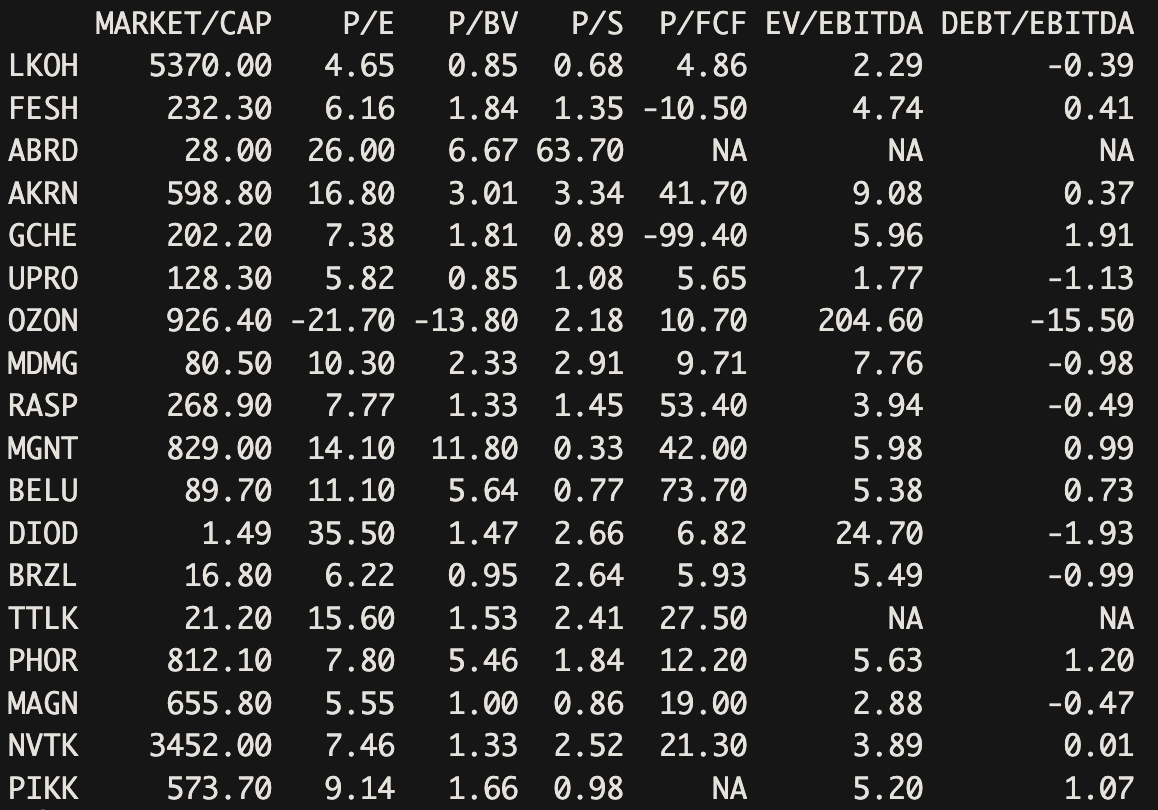 MARKET/CAP P/E P/BV P/S P/FCF EV/EBITDA DEBT/EBITDA
LKOH 5370.00 4.65 0.85 0.68 4.86 2.29 -0.39
FESH 232.30 6.16 1.84 1.35 -10.50 4.74 0.41
ABRD 28.00 26.00 6.67 63.70 NA NA NA
AKRN 598.80 16.80 3.01 3.34 41.70 9.08 0.37
GCHE 202.20 7.38 1.81 0.89 -99.40 5.96 1.91
UPRO 128.30 5.82 0.85 1.08 5.65 1.77 -1.13
OZON 926.40 -21.70 -13.80 2.18 10.70 204.60 -15.50
MDMG 80.50 10.30 2.33 2.91 9.71 7.76 -0.98
RASP 268.90 7.77 1.33 1.45 53.40 3.94 -0.49
MGNT 829.00 14.10 11.80 0.33 42.00 5.98 0.99
BELU 89.70 11.10 5.64 0.77 73.70 5.38 0.73
DIOD 1.49 35.50 1.47 2.66 6.82 24.70 -1.93
BRZL 16.80 6.22 0.95 2.64 5.93 5.49 -0.99
TTLK 21.20 15.60 1.53 2.41 27.50 NA NA
PHOR 812.10 7.80 5.46 1.84 12.20 5.63 1.20
MAGN 655.80 5.55 1.00 0.86 19.00 2.88 -0.47
NVTK 3452.00 7.46 1.33 2.52 21.30 3.89 0.01
PIKK 573.70 9.14 1.66 0.98 NA 5.20 1.07